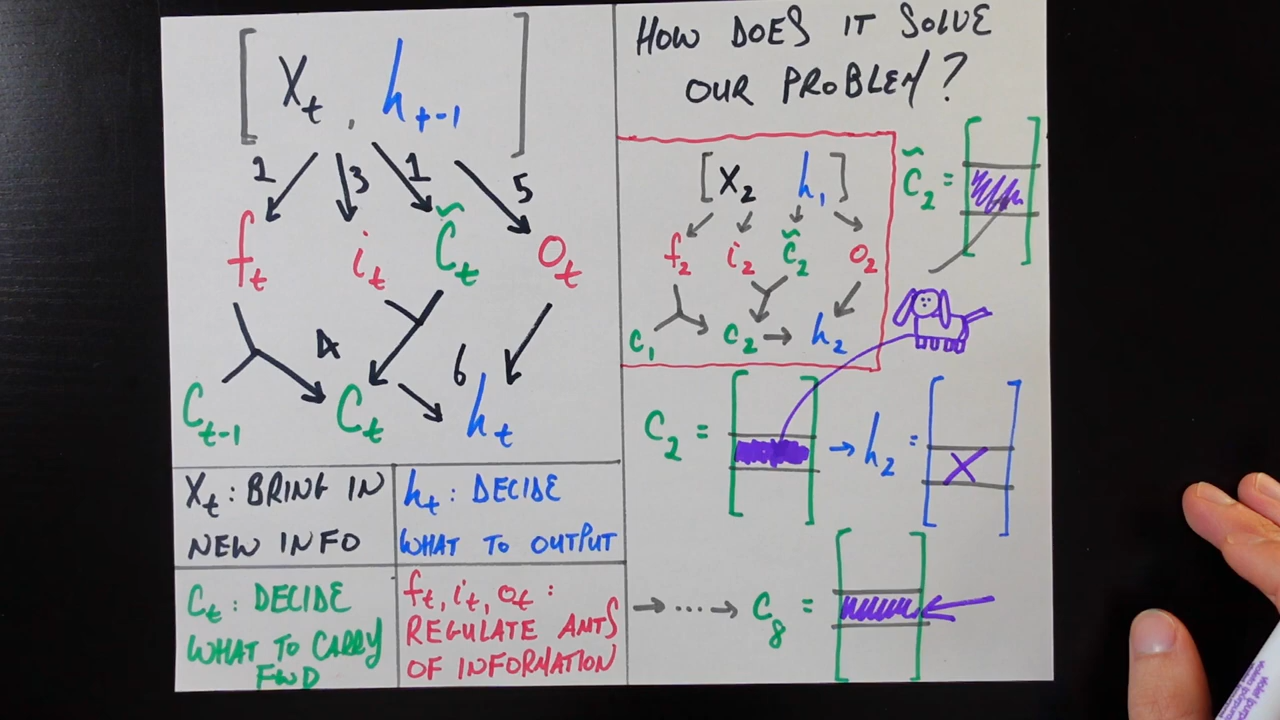 [ Xt , ht-1 ]
2 3 1 5
ft it C̃t ot
4 6
Ct-1 Ct ht
Xt : BRING IN
NEW INFO
ht : DECIDE
WHAT TO OUTPUT
Ct : DECIDE
WHAT TO CARRY
FWD
ft, it, ot :
REGULATE AMTS
OF INFORMATION
HOW DOES IT SOLVE
OUR PROBLEM?
[ X2 h1 ]
f2 i2 C̃2 o2
C1 C2 → h2
C̃2 =
C2 =
→ h2 =
X
→ ... → C8 =